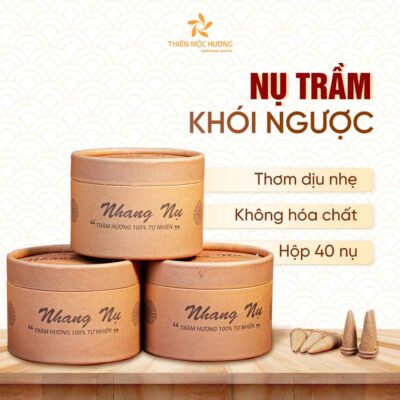 THIÊN MỘC HƯƠNG
NỤ TRẦM
KHÓI NGƯỢC
Thơm dịu nhẹ
Không hóa chất
Hộp 40 nụ
Nhang Nụ
“TRẦM HƯƠNG 100% TỰ NHIÊN”
Nhang Nụ
“TRẦM HƯƠNG 100% TỰ NHIÊN”
Nhang Nụ
“TRẦM HƯƠNG 100% TỰ NHIÊN”